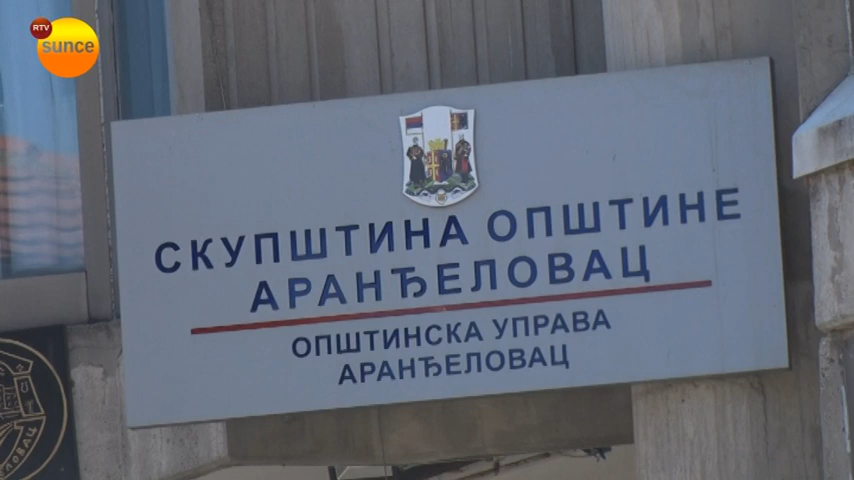 RTV
sunce
СКУПШТИНА ОПШТИНЕ
АРАНЂЕЛОВАЦ
ОПШТИНСКА УПРАВА
АРАНЂЕЛОВАЦ